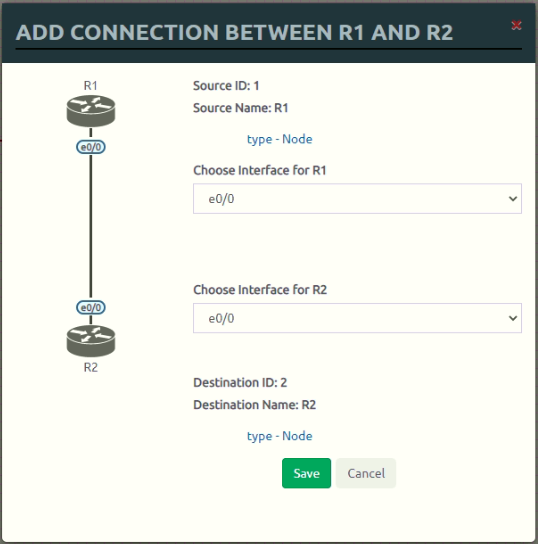 ADD CONNECTION BETWEEN R1 AND R2
R1
e0/0
e0/0
R2
Source ID: 1
Source Name: R1
type - Node
Choose Interface for R1
e0/0
Choose Interface for R2
e0/0
Destination ID: 2
Destination Name: R2
type - Node
Save Cancel